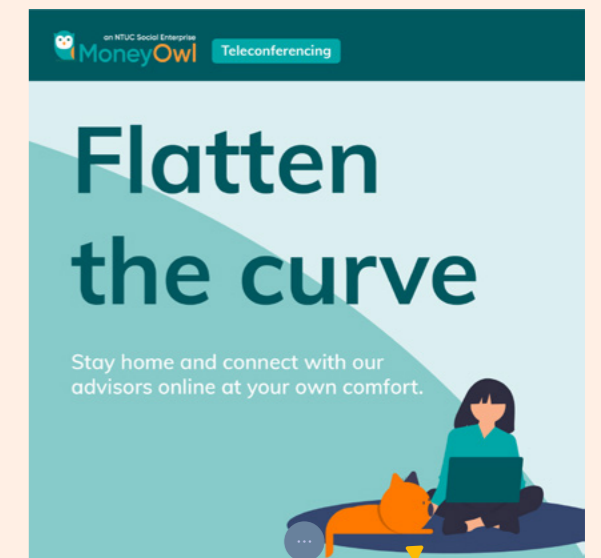 an NTUC Social Enterprise
MoneyOwl
Teleconferencing
Flatten
the curve
Stay home and connect with our
advisors online at your own comfort.
...